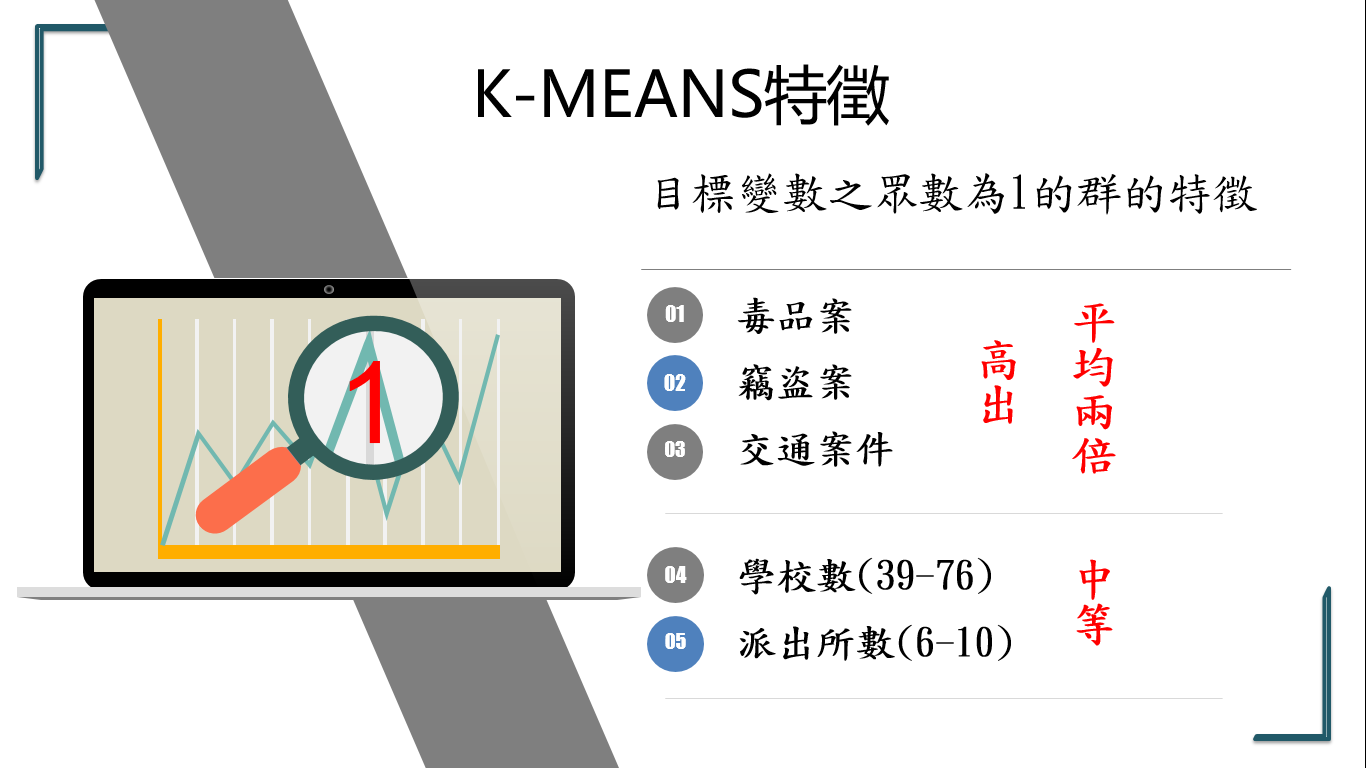 K-MEANS特徵
目標變數之眾數為1的群的特徵
1
01 毒品案
02 竊盜案
03 交通案件
高出
平均兩倍
04 學校數(39-76)
05 派出所數(6-10)
中等